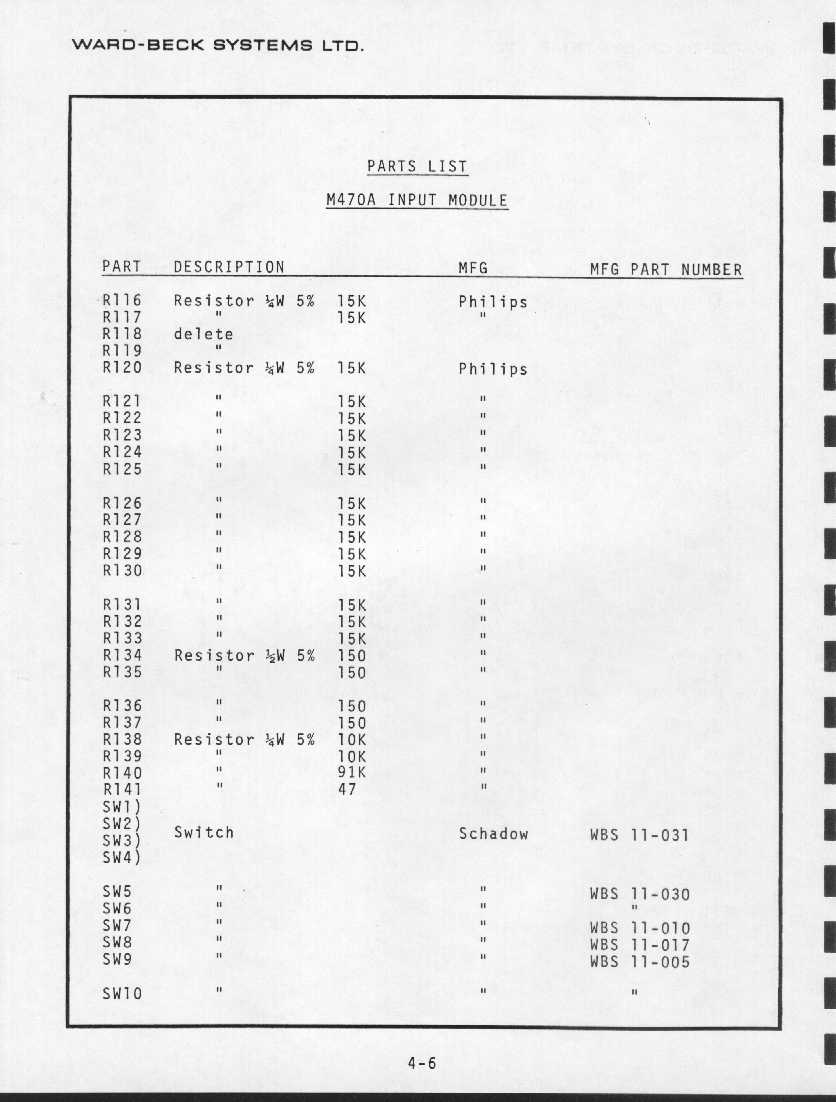 WARD-BECK SYSTEMS LTD.
PARTS LIST
M470A INPUT MODULE
PART DESCRIPTION MFG MFG PART NUMBER
R116 Resistor ¼W 5% 15K Philips
R117 " 15K "
R118 delete
R119 "
R120 Resistor ¼W 5% 15K Philips
R121 " 15K "
R122 " 15K "
R123 " 15K "
R124 " 15K "
R125 " 15K "
R126 " 15K "
R127 " 15K "
R128 " 15K "
R129 " 15K "
R130 " 15K "
R131 " 15K "
R132 " 15K "
R133 " 15K "
R134 Resistor ½W 5% 150 "
R135 " 150 "
R136 " 150 "
R137 " 150 "
R138 Resistor ¼W 5% 10K "
R139 " 10K "
R140 " 91K "
R141 " 47 "
SW1)
SW2)
Switch Schadow WBS 11-031
SW3)
SW4)
SW5 " " WBS 11-030
SW6 " " "
SW7 " " WBS 11-010
SW8 " " WBS 11-017
SW9 " " WBS 11-005
SW10 " " "
4-6